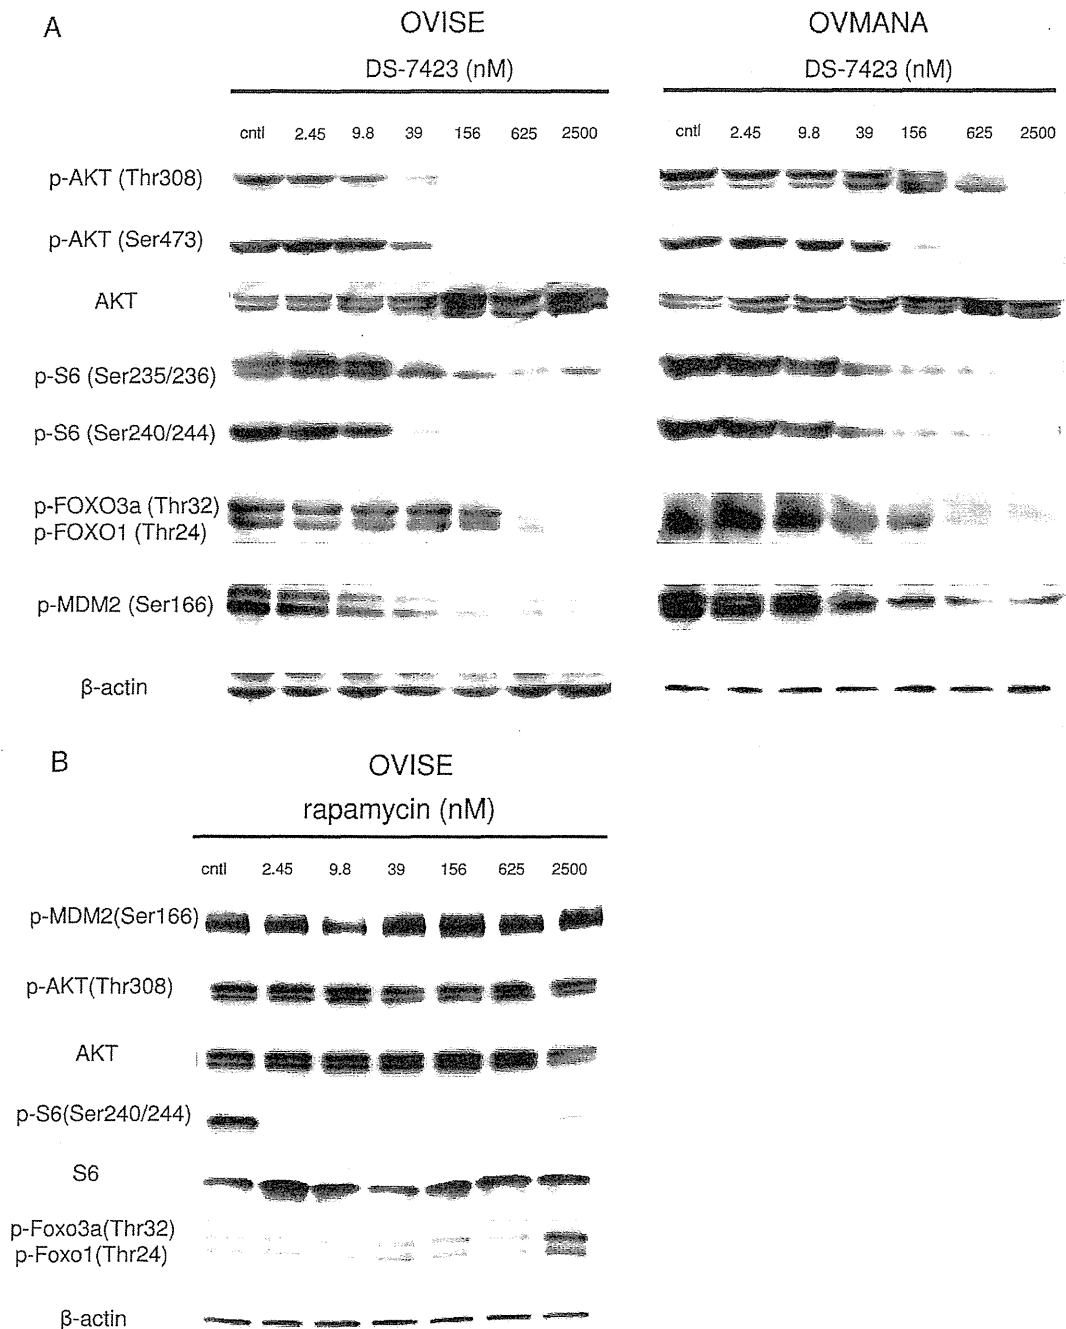 A
OVISE
OVMANA
DS-7423 (nM)
DS-7423 (nM)
cntl 2.45 9.8 39 156 625 2500
cntl 2.45 9.8 39 156 625 2500
p-AKT (Thr308)
p-AKT (Ser473)
AKT
p-S6 (Ser235/236)
p-S6 (Ser240/244)
p-FOXO3a (Thr32)
p-FOXO1 (Thr24)
p-MDM2 (Ser166)
β-actin
B
OVISE
rapamycin (nM)
cntl 2.45 9.8 39 156 625 2500
p-MDM2(Ser166)
p-AKT(Thr308)
AKT
p-S6(Ser240/244)
S6
p-Foxo3a(Thr32)
p-Foxo1(Thr24)
β-actin